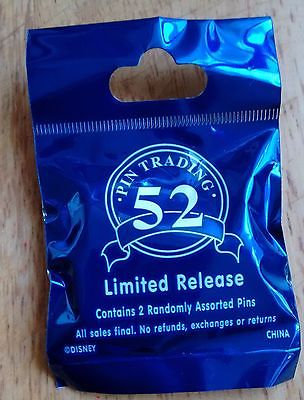 · PIN TRADING ·
52
Limited Release
Contains 2 Randomly Assorted Pins
All sales final. No refunds, exchanges or returns
©DISNEY
CHINA